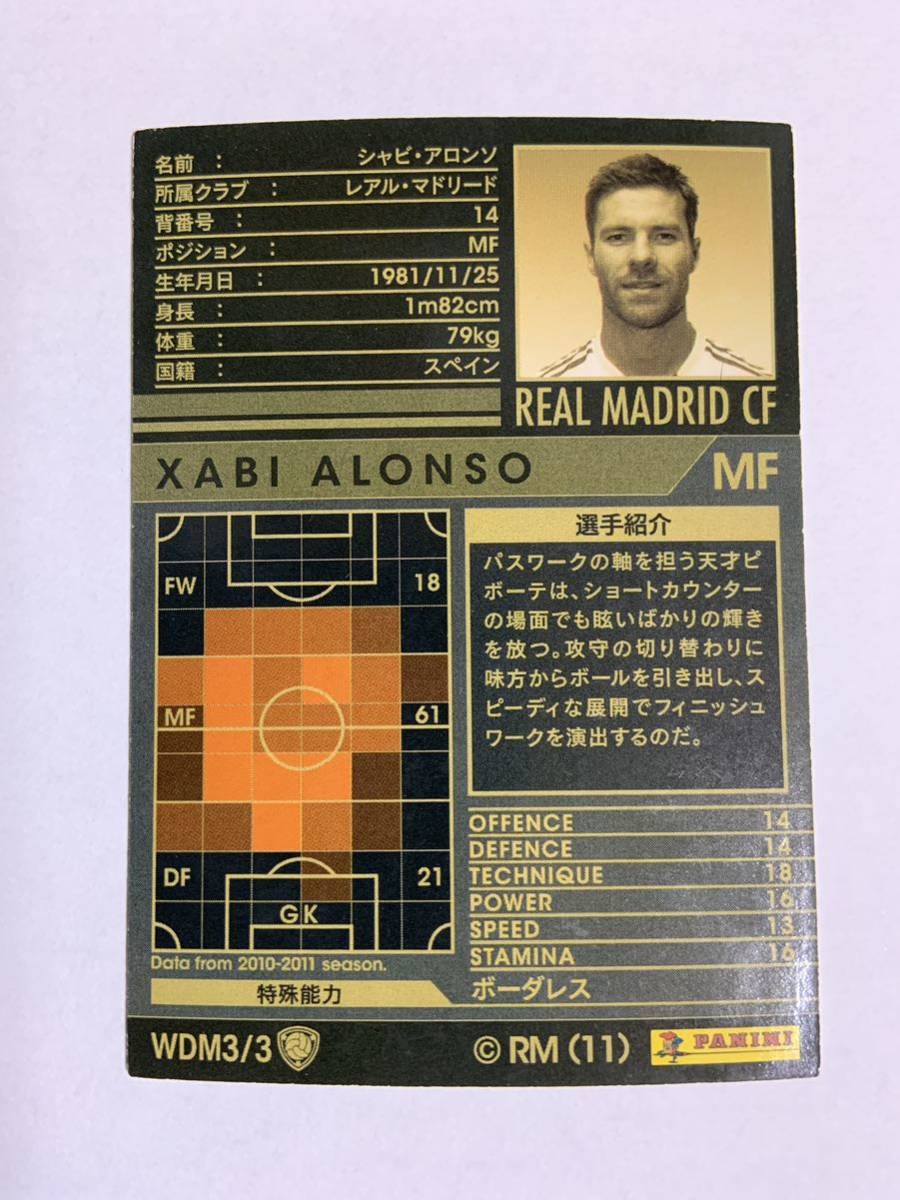 名前 : シャビ・アロンソ
所属クラブ : レアル・マドリード
背番号 : 14
ポジション : MF
生年月日 : 1981/11/25
身長 : 1m82cm
体重 : 79kg
国籍 : スペイン
REAL MADRID CF
XABI ALONSO MF
FW 18
MF 61
DF 21
GK
Data from 2010-2011 season.
選手紹介
パスワークの軸を担う天才ピ
ボーテは、ショートカウンター
の場面でも眩いばかりの輝き
を放つ。攻守の切り替わりに
味方からボールを引き出し、ス
ピーディな展開でフィニッシュ
ワークを演出するのだ。
OFFENCE 14
DEFENCE 14
TECHNIQUE 18
POWER 16
SPEED 13
STAMINA 16
特殊能力 ボーダレス
WDM3/3 © RM (11) PANINI